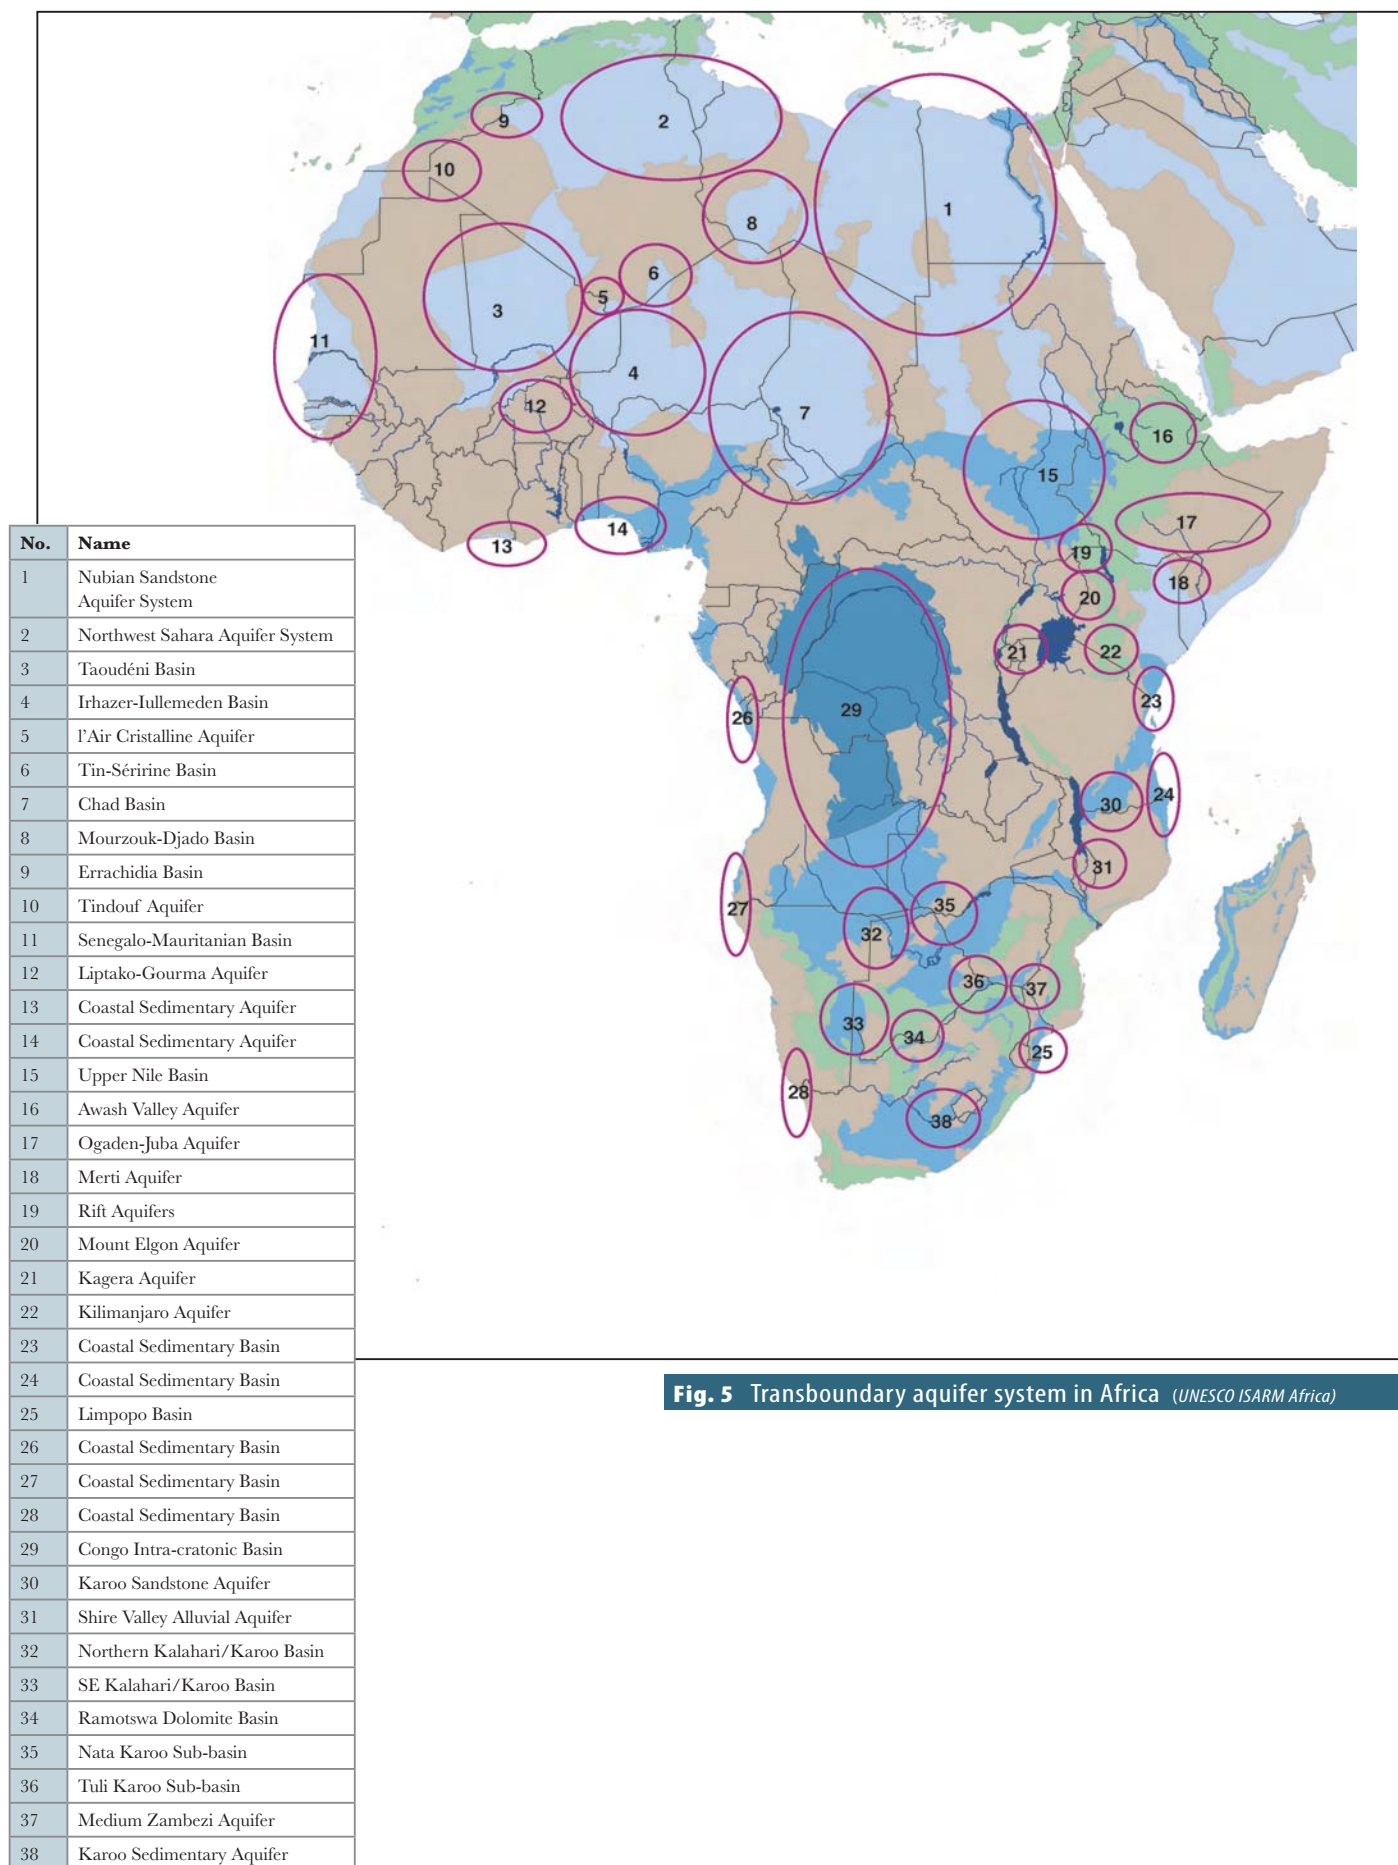 9
2
10
1
8
6
5
3
11
4
12
7
16
15
17
14
13
19
18
20
21
22
23
29
26
30
24
31
35
27
32
36
37
33
34
25
28
38
No. Name
1 Nubian Sandstone
Aquifer System
2 Northwest Sahara Aquifer System
3 Taoudéni Basin
4 Irhazer-Iullemeden Basin
5 l'Air Cristalline Aquifer
6 Tin-Séririne Basin
7 Chad Basin
8 Mourzouk-Djado Basin
9 Errachidia Basin
10 Tindouf Aquifer
11 Senegalo-Mauritanian Basin
12 Liptako-Gourma Aquifer
13 Coastal Sedimentary Aquifer
14 Coastal Sedimentary Aquifer
15 Upper Nile Basin
16 Awash Valley Aquifer
17 Ogaden-Juba Aquifer
18 Merti Aquifer
19 Rift Aquifers
20 Mount Elgon Aquifer
21 Kagera Aquifer
22 Kilimanjaro Aquifer
23 Coastal Sedimentary Basin
24 Coastal Sedimentary Basin
25 Limpopo Basin
26 Coastal Sedimentary Basin
27 Coastal Sedimentary Basin
28 Coastal Sedimentary Basin
29 Congo Intra-cratonic Basin
30 Karoo Sandstone Aquifer
31 Shire Valley Alluvial Aquifer
32 Northern Kalahari/Karoo Basin
33 SE Kalahari/Karoo Basin
34 Ramotswa Dolomite Basin
35 Nata Karoo Sub-basin
36 Tuli Karoo Sub-basin
37 Medium Zambezi Aquifer
38 Karoo Sedimentary Aquifer
Fig. 5 Transboundary aquifer system in Africa (UNESCO ISARM Africa)